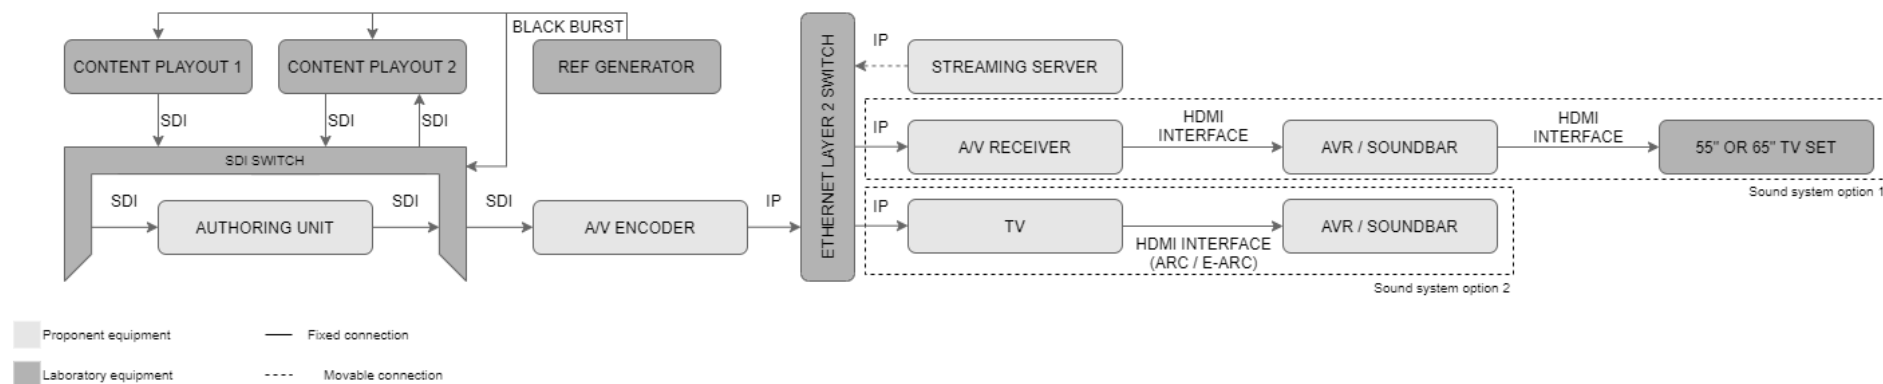 BLACK BURST
CONTENT PLAYOUT 1
CONTENT PLAYOUT 2
REF GENERATOR
SDI
SDI
SDI
SDI SWITCH
SDI
AUTHORING UNIT
SDI
SDI
A/V ENCODER
IP
ETHERNET LAYER 2 SWITCH
IP
STREAMING SERVER
IP
A/V RECEIVER
HDMI
INTERFACE
AVR / SOUNDBAR
HDMI
INTERFACE
55" OR 65" TV SET
Sound system option 1
IP
TV
HDMI INTERFACE
(ARC / E-ARC)
AVR / SOUNDBAR
Sound system option 2
Proponent equipment
Fixed connection
Laboratory equipment
Movable connection